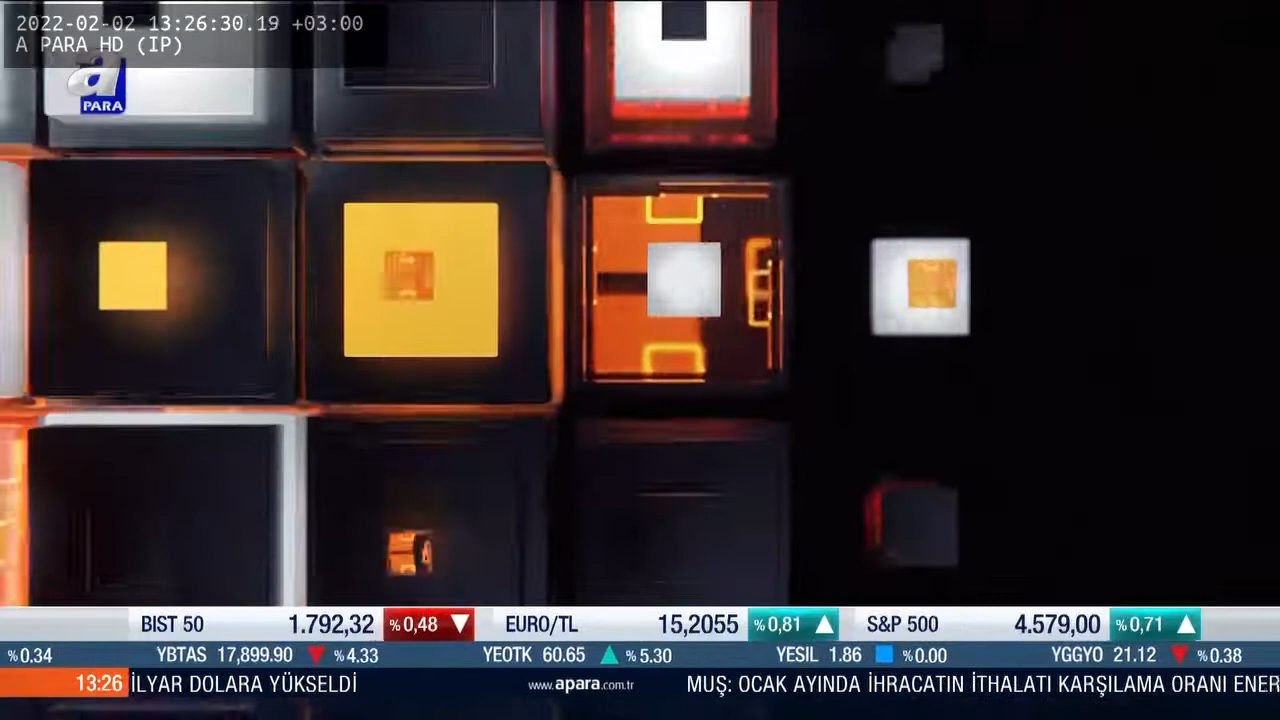 2022-02-02 13:26:30.19 +03:00
A PARA HD (IP)
a
PARA
BIST 50 1.792,32 %0,48 EURO/TL 15,2055 %0,81 S&P 500 4.579,00 %0,71
%0.34 YBTAS 17,899.90 %4.33 YEOTK 60.65 %5.30 YESIL 1.86 %0.00 YGGYO 21.12 %0.38
13:26 İLYAR DOLARA YÜKSELDİ www.apara.com.tr MUŞ: OCAK AYINDA İHRACATIN İTHALATI KARŞILAMA ORANI ENER